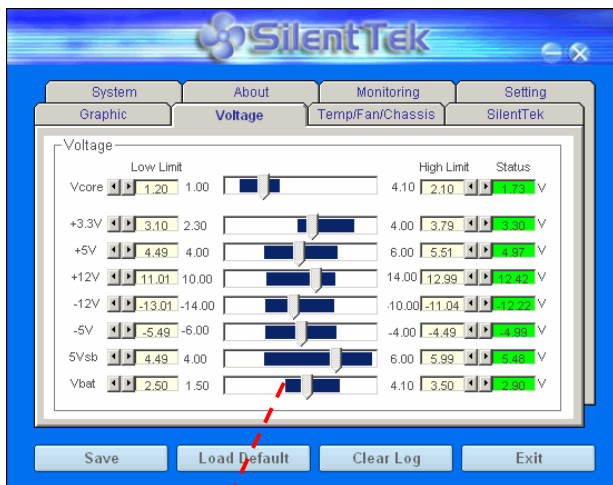 SilentTek
System About Monitoring Setting
Graphic Voltage Temp/Fan/Chassis SilentTek
Voltage
Low Limit High Limit Status
Vcore 1.20 1.00 4.10 2.10 1.73 V
+3.3V 3.10 2.30 4.00 3.79 3.30 V
+5V 4.49 4.00 6.00 5.51 4.97 V
+12V 11.01 10.00 14.00 12.99 12.42 V
-12V -13.01 -14.00 -10.00 -11.04 -12.22 V
-5V -5.49 -6.00 -4.00 -4.49 -4.99 V
5Vsb 4.49 4.00 6.00 5.99 5.48 V
Vbat 2.50 1.50 4.10 3.50 2.90 V
Save Load Default Clear Log Exit